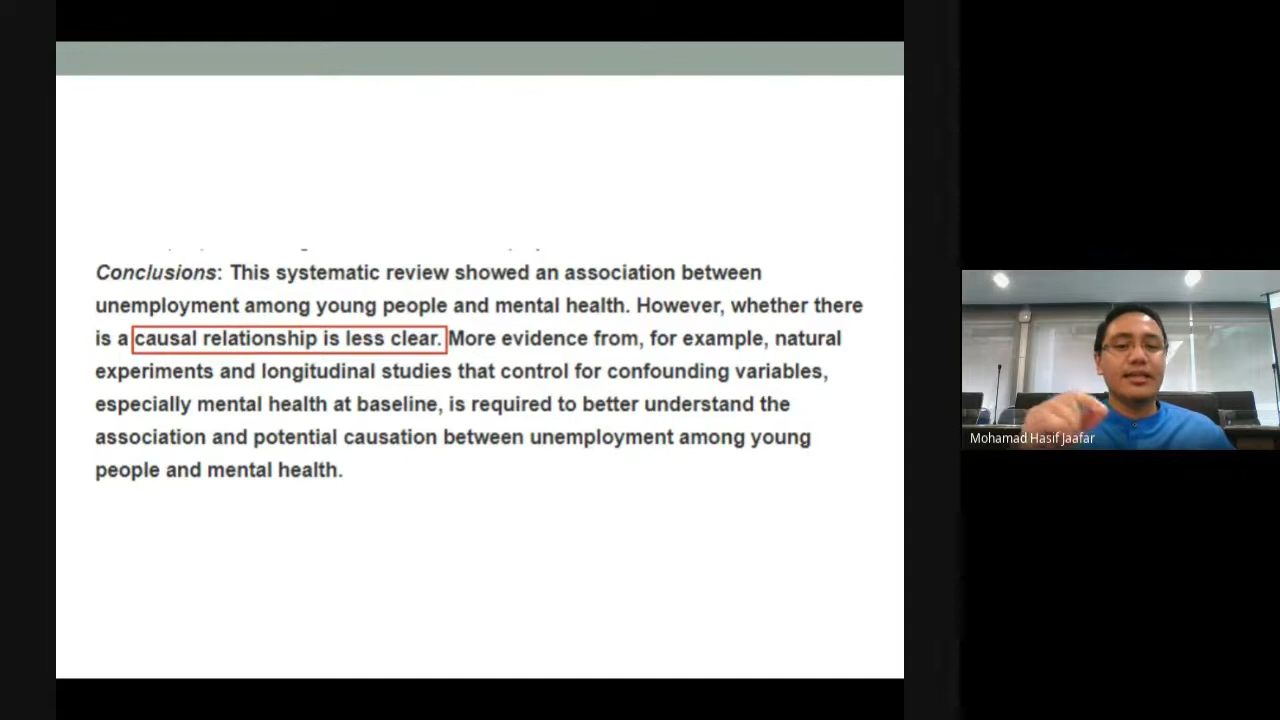 Conclusions: This systematic review showed an association between
unemployment among young people and mental health. However, whether there
is a causal relationship is less clear. More evidence from, for example, natural
experiments and longitudinal studies that control for confounding variables,
especially mental health at baseline, is required to better understand the
association and potential causation between unemployment among young
people and mental health.
Mohamad Hasif Jaafar